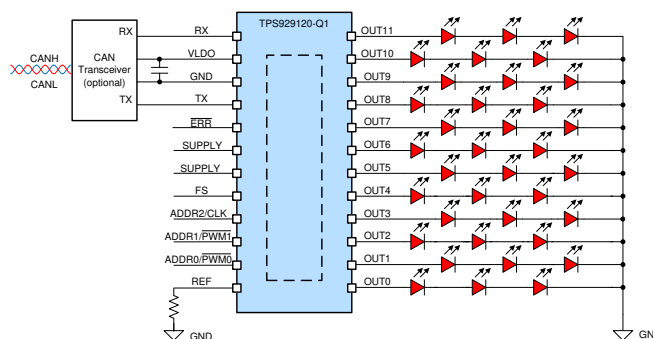 TPS929120-Q1
RX
RX
OUT11
CANH
CAN
Transceiver
(optional)
VLDO
OUT10
CANL
GND
OUT9
TX
TX
OUT8
ERR
OUT7
SUPPLY
OUT6
SUPPLY
OUT5
FS
OUT4
ADDR2/CLK
OUT3
ADDR1/PWM1
OUT2
ADDR0/PWM0
OUT1
REF
OUT0
GND
GN